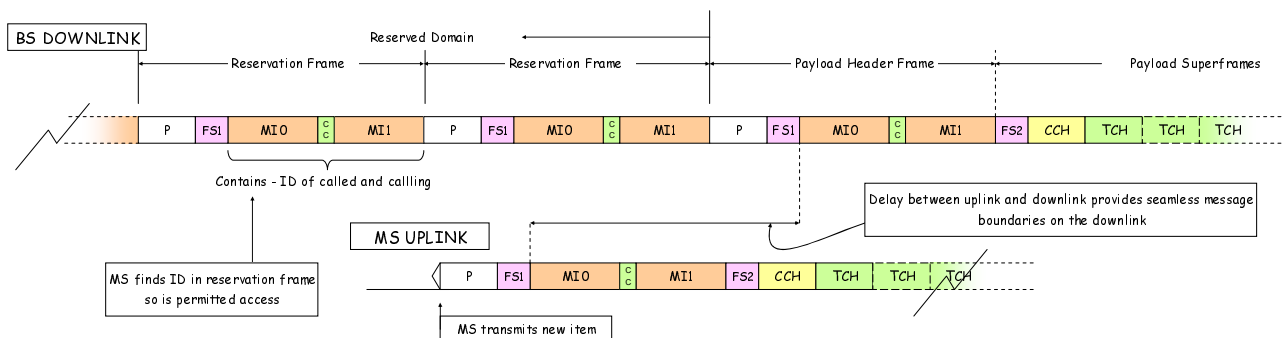 BS DOWNLINK
Reserved Domain
Reservation Frame
Reservation Frame
Payload Header Frame
Payload Superframes
P FS1 MI0 CC MI1 P FS1 MI0 CC MI1 P FS1 MI0 CC MI1 FS2 CCH TCH TCH TCH
Contains - ID of called and callling
Delay between uplink and downlink provides seamless message
boundaries on the downlink
MS UPLINK
MS finds ID in reservation frame
so is permitted access
P FS1 MI0 CC MI1 FS2 CCH TCH TCH TCH
MS transmits new item